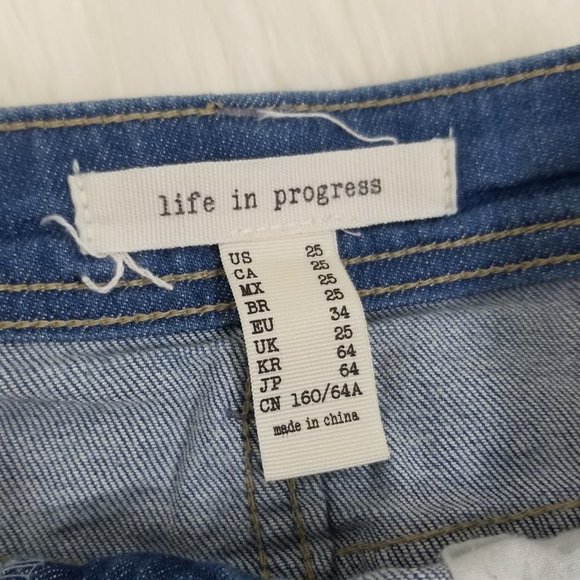 life in progress
US 25
CA 25
MX 25
BR 25
EU 34
UK 25
KR 64
JP 64
CN 160/64A
made in china